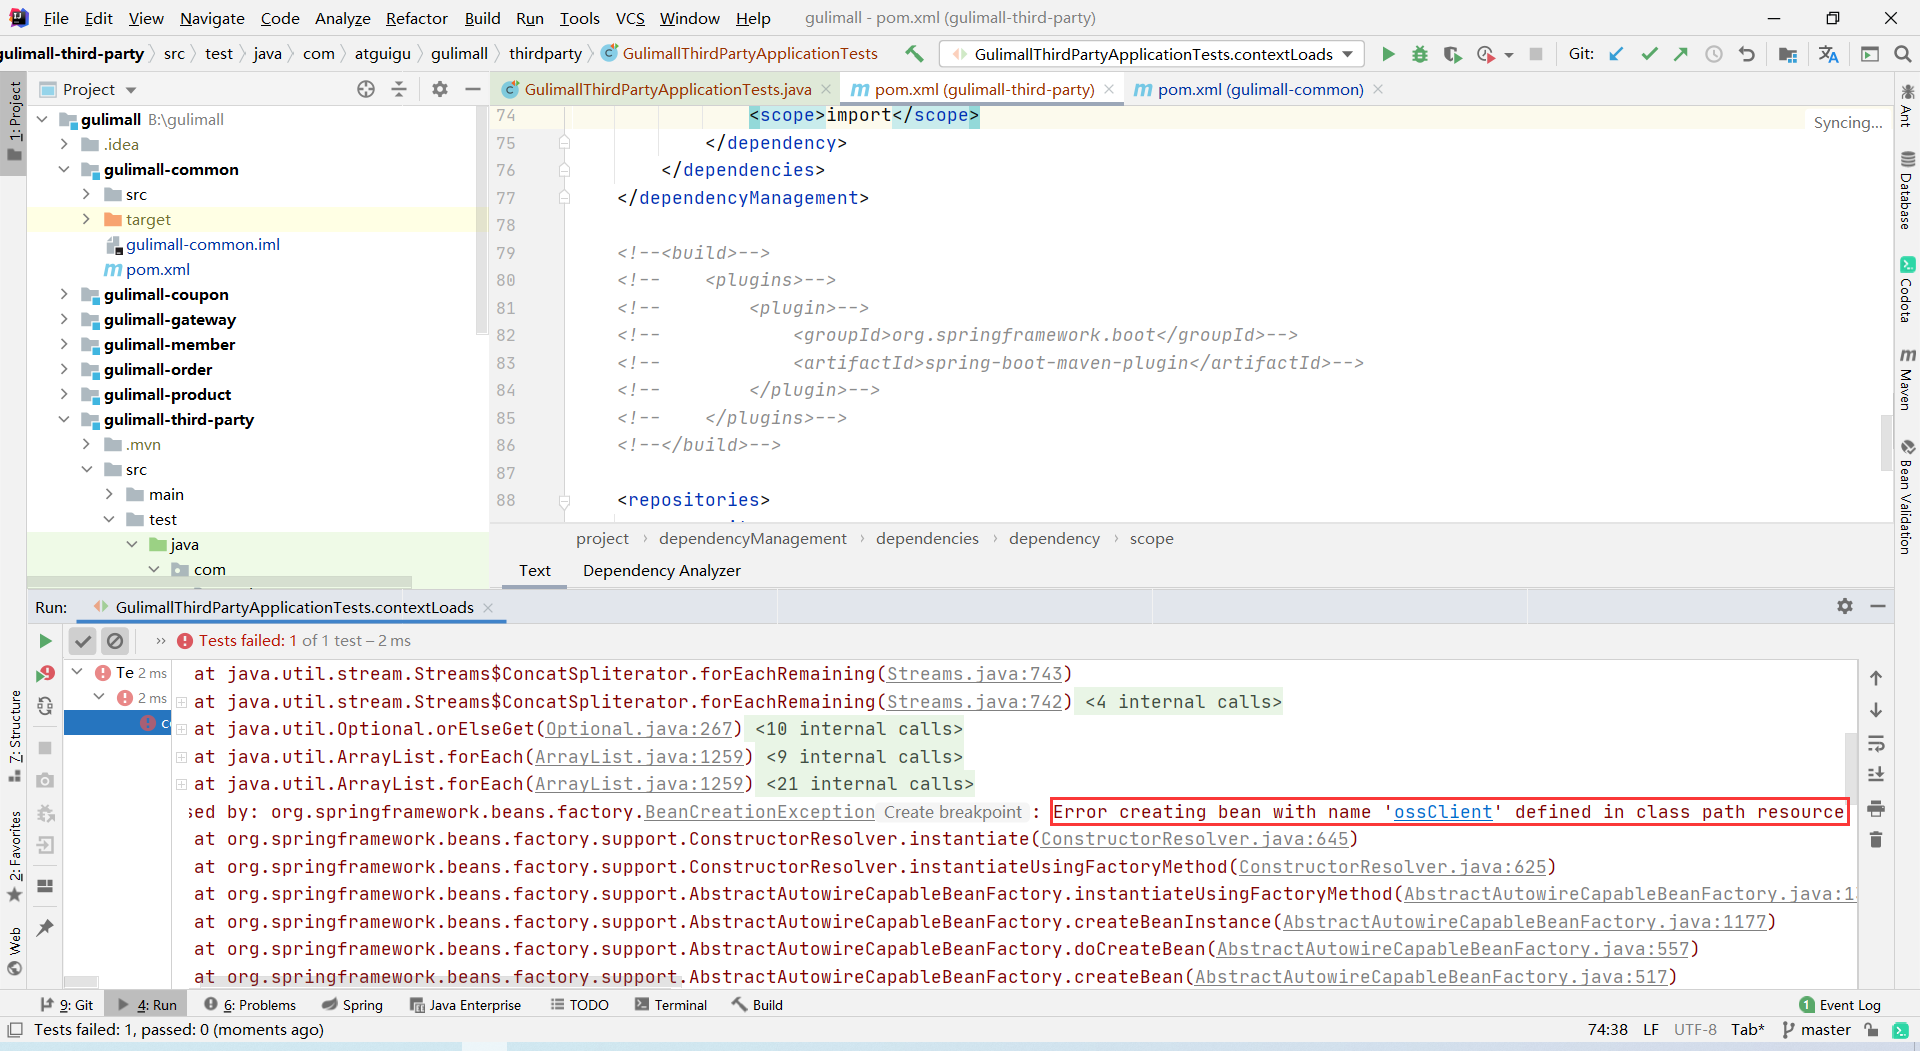 File Edit View Navigate Code Analyze Refactor Build Run Tools VCS Window Help gulimall - pom.xml (gulimall-third-party)
gulimall-third-party src test java com atguigu gulimall thirdparty GulimallThirdPartyApplicationTests GulimallThirdPartyApplicationTests.contextLoads Git:
Project
GulimallThirdPartyApplicationTests.java pom.xml (gulimall-third-party) pom.xml (gulimall-common)
1: Project
gulimall B:\gulimall
.idea
gulimall-common
src
target
gulimall-common.iml
pom.xml
gulimall-coupon
gulimall-gateway
gulimall-member
gulimall-order
gulimall-product
gulimall-third-party
.mvn
src
main
test
java
com
74 <scope>import</scope>
Syncing...
75 </dependency>
76 </dependencies>
77 </dependencyManagement>
78
79 <!--<build>-->
80 <!-- <plugins>-->
81 <!-- <plugin>-->
82 <!-- <groupId>org.springframework.boot</groupId>-->
83 <!-- <artifactId>spring-boot-maven-plugin</artifactId>-->
84 <!-- </plugin>-->
85 <!-- </plugins>-->
86 <!--</build>-->
87
88 <repositories>
project dependencyManagement dependencies dependency scope
Text Dependency Analyzer
Ant
Database
Codota
Maven
Bean Validation
Run: GulimallThirdPartyApplicationTests.contextLoads
Tests failed: 1 of 1 test – 2 ms
Te 2 ms
2 ms
at java.util.stream.Streams$ConcatSpliterator.forEachRemaining(Streams.java:743)
at java.util.stream.Streams$ConcatSpliterator.forEachRemaining(Streams.java:742) <4 internal calls>
at java.util.Optional.orElseGet(Optional.java:267) <10 internal calls>
at java.util.ArrayList.forEach(ArrayList.java:1259) <9 internal calls>
at java.util.ArrayList.forEach(ArrayList.java:1259) <21 internal calls>
sed by: org.springframework.beans.factory.BeanCreationException Create breakpoint : Error creating bean with name 'ossClient' defined in class path resource
at org.springframework.beans.factory.support.ConstructorResolver.instantiate(ConstructorResolver.java:645)
at org.springframework.beans.factory.support.ConstructorResolver.instantiateUsingFactoryMethod(ConstructorResolver.java:625)
at org.springframework.beans.factory.support.AbstractAutowireCapableBeanFactory.instantiateUsingFactoryMethod(AbstractAutowireCapableBeanFactory.java:1
at org.springframework.beans.factory.support.AbstractAutowireCapableBeanFactory.createBeanInstance(AbstractAutowireCapableBeanFactory.java:1177)
at org.springframework.beans.factory.support.AbstractAutowireCapableBeanFactory.doCreateBean(AbstractAutowireCapableBeanFactory.java:557)
at org.springframework.beans.factory.support.AbstractAutowireCapableBeanFactory.createBean(AbstractAutowireCapableBeanFactory.java:517)
7: Structure
2: Favorites
Web
9: Git 4: Run 6: Problems Spring Java Enterprise TODO Terminal Build 1 Event Log
Tests failed: 1, passed: 0 (moments ago) 74:38 LF UTF-8 Tab* master